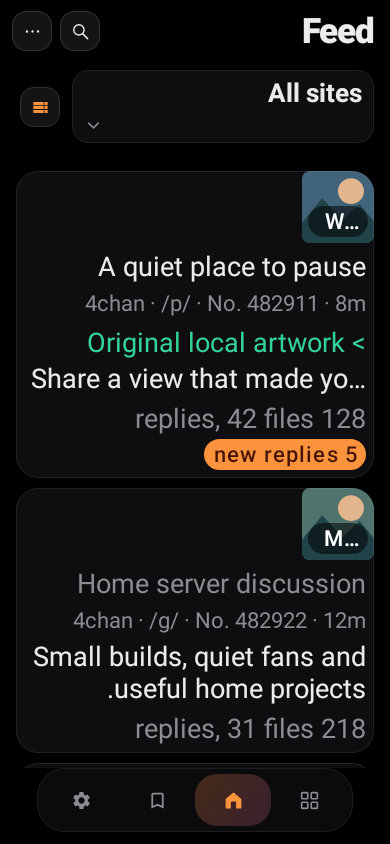 Feed
All sites
W…
A quiet place to pause
4chan · /p/ · No. 482911 · 8m
Original local artwork <
Share a view that made yo…
replies, 42 files 128
new replies 5
M…
Home server discussion
4chan · /g/ · No. 482922 · 12m
Small builds, quiet fans and
.useful home projects
replies, 31 files 218